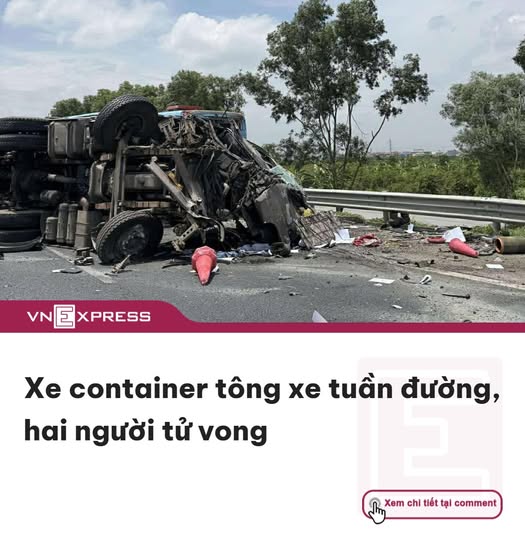 VNEXPRESS
Xe container tông xe tuần đường,
hai người tử vong
Xem chi tiết tại comment